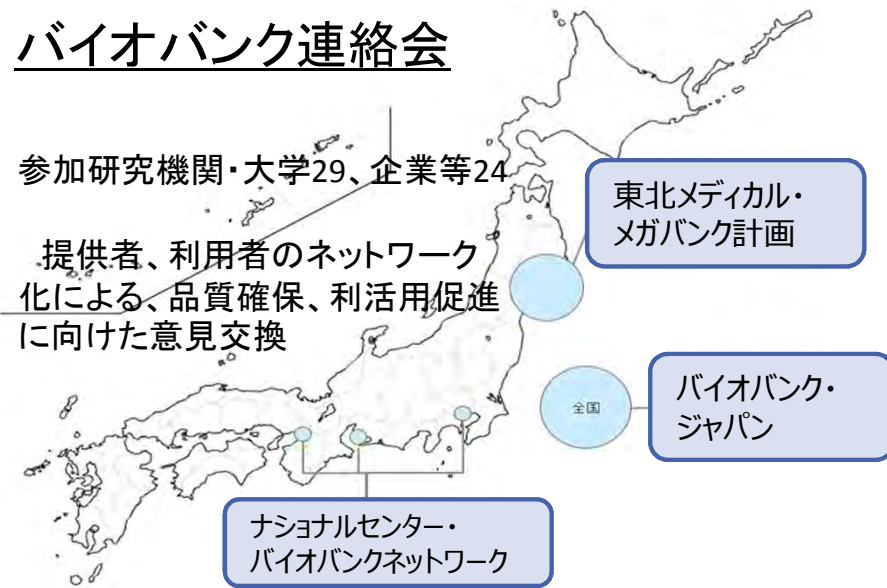 バイオバンク連絡会
参加研究機関・大学29、企業等24
提供者、利用者のネットワーク
化による、品質確保、利活用促進
に向けた意見交換
東北メディカル・
メガバンク計画
全国
バイオバンク・
ジャパン
ナショナルセンター・
バイオバンクネットワーク